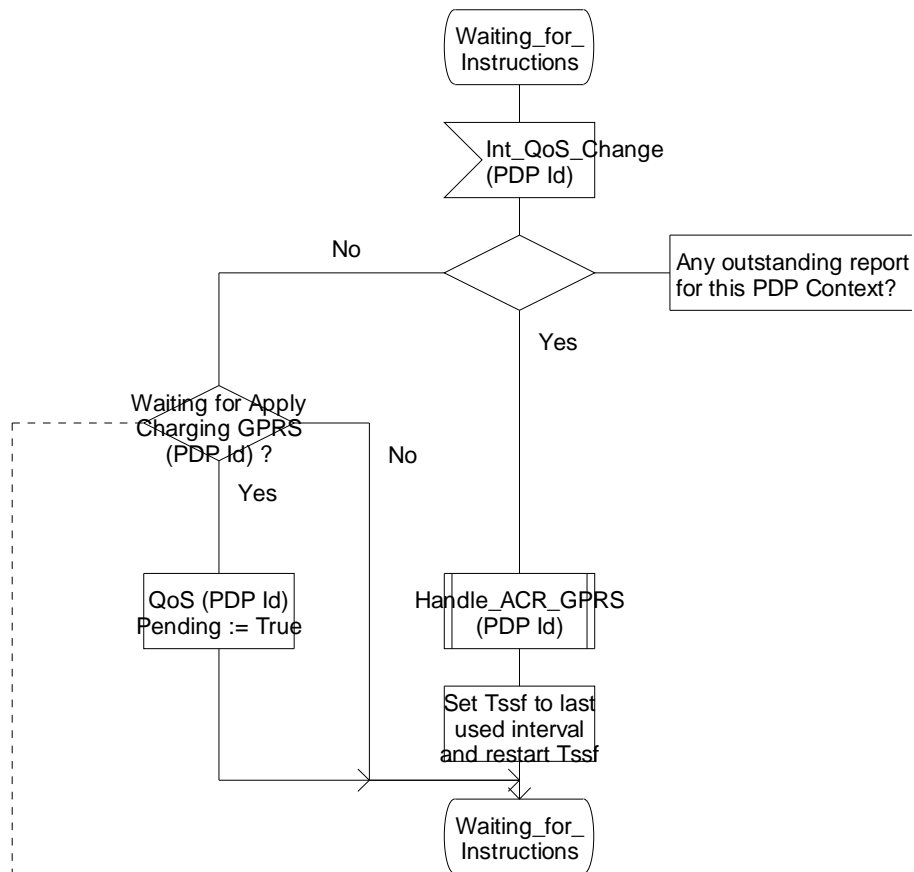 Waiting_for_
Instructions
Int_QoS_Change
(PDP Id)
No
Any outstanding report
for this PDP Context?
Yes
Waiting for Apply
Charging GPRS
(PDP Id) ?
No
Yes
QoS (PDP Id)
Pending := True
Handle_ACR_GPRS
(PDP Id)
Set Tssf to last
used interval
and restart Tssf
Waiting_for_
Instructions